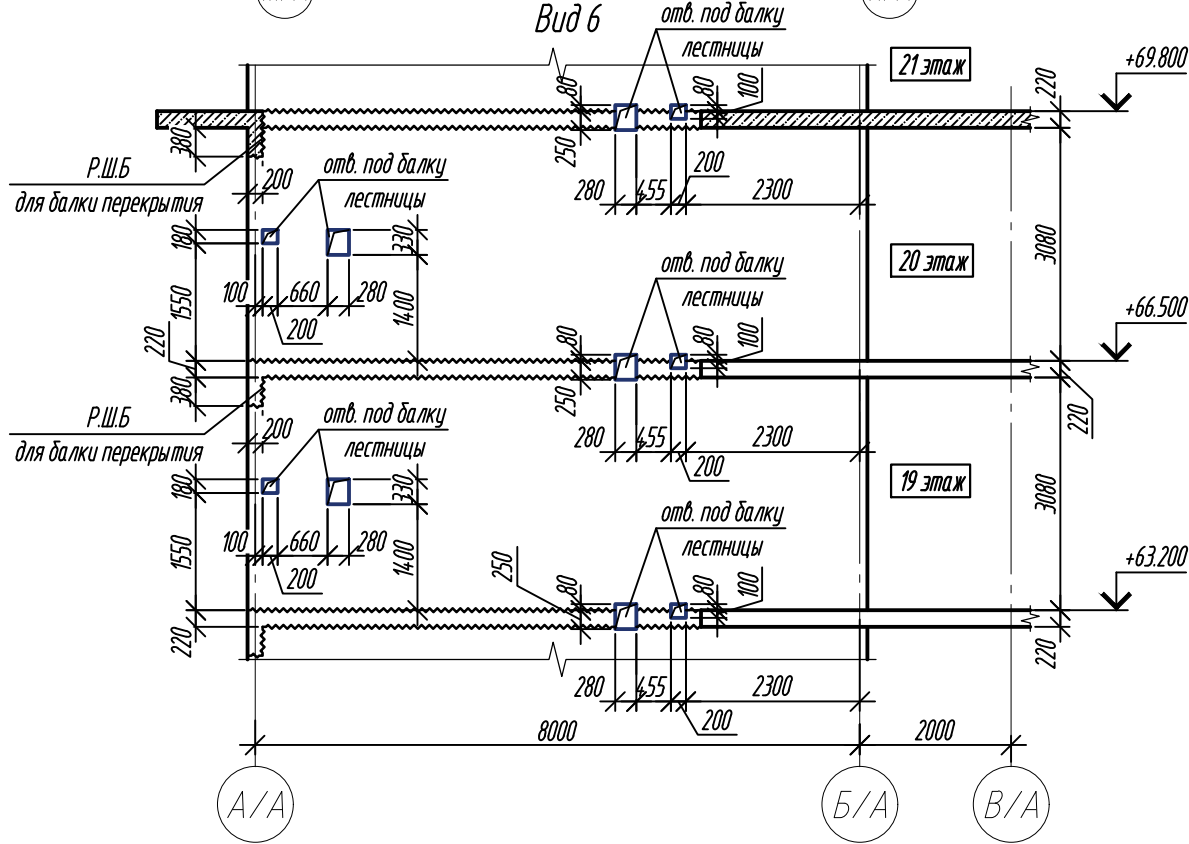 Вид 6
отв. под балку
лестницы
21 этаж
+69.800
80
80
100
220
380
250
Р.Ш.Б
для балки перекрытия
200
отв. под балку
лестницы
280
455
200
2300
180
330
3080
20 этаж
1550
100
660
280
200
1400
отв. под балку
лестницы
+66.500
220
80
80
100
380
250
220
Р.Ш.Б
для балки перекрытия
200
отв. под балку
лестницы
280
455
200
2300
180
330
19 этаж
3080
1550
100
660
280
200
1400
отв. под балку
лестницы
+63.200
250
80
80
100
220
220
280
455
200
2300
8000
2000
А/А
Б/А
В/А